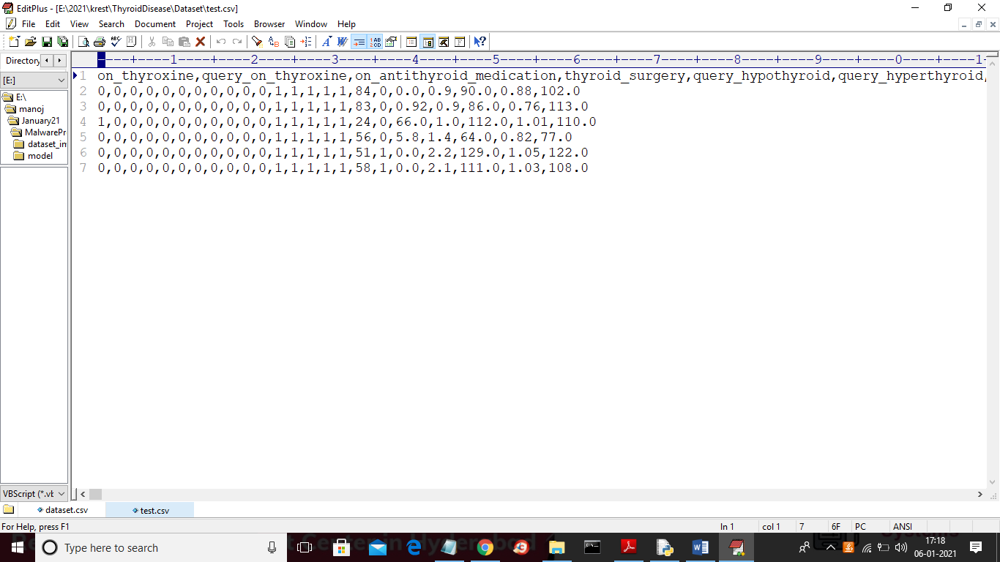 EditPlus - [E:\2021\krest\ThyroidDisease\Dataset\test.csv]
File Edit View Search Document Project Tools Browser Window Help
Directory
[E:]
E:\
manoj
January21
MalwarePr
dataset_im
model
----+----1----+----2----+----3----+----4----+----5----+----6----+----7----+----8----+----9----+----0----+----1-
1 on_thyroxine,query_on_thyroxine,on_antithyroid_medication,thyroid_surgery,query_hypothyroid,query_hyperthyroid,
2 0,0,0,0,0,0,0,0,0,0,0,1,1,1,1,1,84,0,0.0,0.9,90.0,0.88,102.0
3 0,0,0,0,0,0,0,0,0,0,0,1,1,1,1,1,83,0,0.92,0.9,86.0,0.76,113.0
4 1,0,0,0,0,0,0,0,0,0,0,1,1,1,1,1,24,0,66.0,1.0,112.0,1.01,110.0
5 0,0,0,0,0,0,0,0,0,0,0,1,1,1,1,1,56,0,5.8,1.4,64.0,0.82,77.0
6 0,0,0,0,0,0,0,0,0,0,0,1,1,1,1,1,51,1,0.0,2.2,129.0,1.05,122.0
7 0,0,0,0,0,0,0,0,0,0,0,1,1,1,1,1,58,1,0.0,2.1,111.0,1.03,108.0
VBScript (*.vb
dataset.csv test.csv
For Help, press F1 ln 1 col 1 7 6F PC ANSI
Type here to search
17:18
06-01-2021